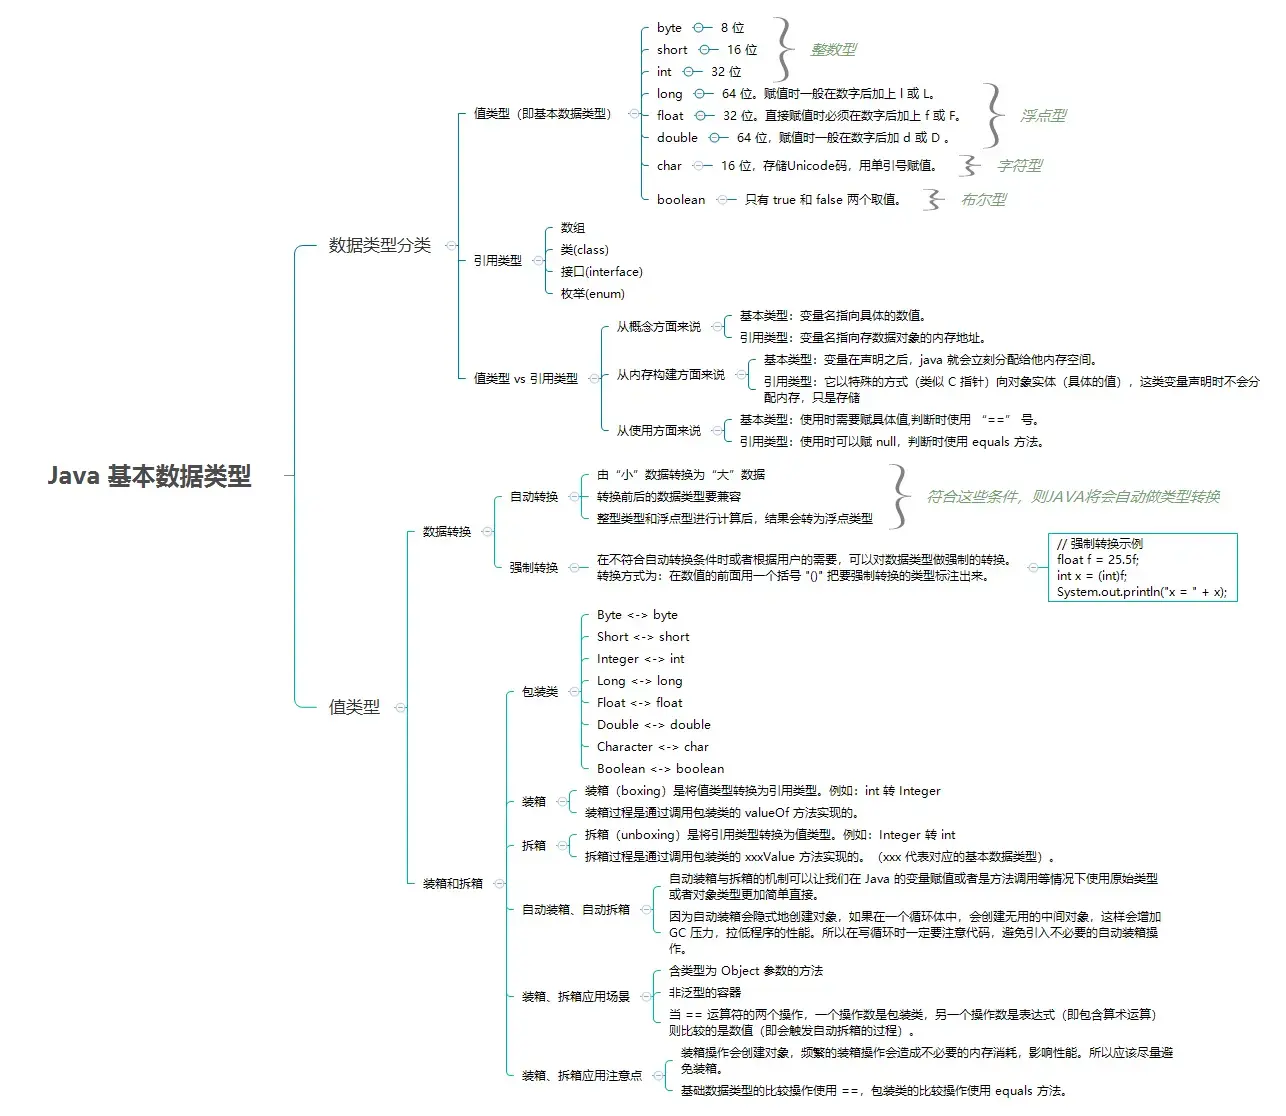 Java 基本数据类型
数据类型分类
值类型（即基本数据类型）
byte
8 位
short
16 位
int
32 位
整数型
long
64 位。赋值时一般在数字后加上 l 或 L。
float
32 位。直接赋值时必须在数字后加上 f 或 F。
double
64 位，赋值时一般在数字后加 d 或 D 。
浮点型
char
16 位，存储Unicode码，用单引号赋值。
字符型
boolean
只有 true 和 false 两个取值。
布尔型
引用类型
数组
类(class)
接口(interface)
枚举(enum)
值类型 vs 引用类型
从概念方面来说
基本类型：变量名指向具体的数值。
引用类型：变量名指向存数据对象的内存地址。
从内存构建方面来说
基本类型：变量在声明之后，java 就会立刻分配给他内存空间。
引用类型：它以特殊的方式（类似 C 指针）向对象实体（具体的值），这类变量声明时不会分
配内存，只是存储
从使用方面来说
基本类型：使用时需要赋具体值,判断时使用 “==” 号。
引用类型：使用时可以赋 null，判断时使用 equals 方法。
值类型
数据转换
自动转换
由“小”数据转换为“大”数据
转换前后的数据类型要兼容
整型类型和浮点型进行计算后，结果会转为浮点类型
符合这些条件，则JAVA将会自动做类型转换
强制转换
在不符合自动转换条件时或者根据用户的需要，可以对数据类型做强制的转换。
转换方式为：在数值的前面用一个括号 "()" 把要强制转换的类型标注出来。
// 强制转换示例
float f = 25.5f;
int x = (int)f;
System.out.println("x = " + x);
装箱和拆箱
包装类
Byte <-> byte
Short <-> short
Integer <-> int
Long <-> long
Float <-> float
Double <-> double
Character <-> char
Boolean <-> boolean
装箱
装箱（boxing）是将值类型转换为引用类型。例如：int 转 Integer
装箱过程是通过调用包装类的 valueOf 方法实现的。
拆箱
拆箱（unboxing）是将引用类型转换为值类型。例如：Integer 转 int
拆箱过程是通过调用包装类的 xxxValue 方法实现的。（xxx 代表对应的基本数据类型）。
自动装箱、自动拆箱
自动装箱与拆箱的机制可以让我们在 Java 的变量赋值或者是方法调用等情况下使用原始类型
或者对象类型更加简单直接。
因为自动装箱会隐式地创建对象，如果在一个循环体中，会创建无用的中间对象，这样会增加
GC 压力，拉低程序的性能。所以在写循环时一定要注意代码，避免引入不必要的自动装箱操
作。
装箱、拆箱应用场景
含类型为 Object 参数的方法
非泛型的容器
当 == 运算符的两个操作，一个操作数是包装类，另一个操作数是表达式（即包含算术运算）
则比较的是数值（即会触发自动拆箱的过程）。
装箱、拆箱应用注意点
装箱操作会创建对象，频繁的装箱操作会造成不必要的内存消耗，影响性能。所以应该尽量避
免装箱。
基础数据类型的比较操作使用 ==，包装类的比较操作使用 equals 方法。